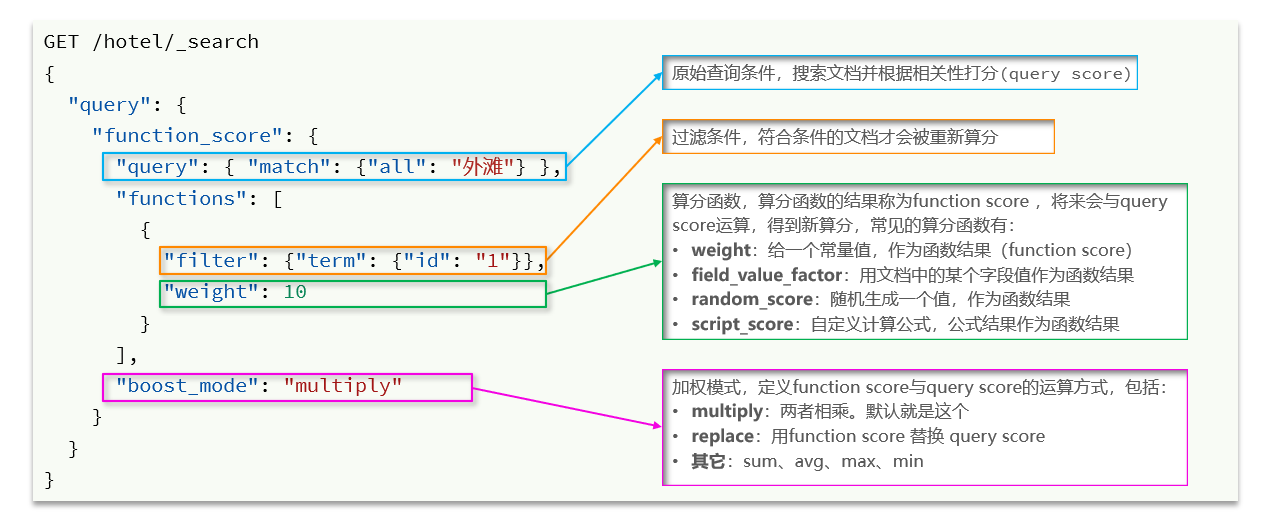 GET /hotel/_search
{
"query": {
"function_score": {
"query": { "match": {"all": "外滩"} },
"functions": [
{
"filter": {"term": {"id": "1"}},
"weight": 10
}
],
"boost_mode": "multiply"
}
}
}
原始查询条件，搜索文档并根据相关性打分(query score)
过滤条件，符合条件的文档才会被重新算分
算分函数，算分函数的结果称为function score ，将来会与query
score运算，得到新算分，常见的算分函数有：
• weight：给一个常量值，作为函数结果（function score）
• field_value_factor：用文档中的某个字段值作为函数结果
• random_score：随机生成一个值，作为函数结果
• script_score：自定义计算公式，公式结果作为函数结果
加权模式，定义function score与query score的运算方式，包括：
• multiply：两者相乘。默认就是这个
• replace：用function score 替换 query score
• 其它：sum、avg、max、min